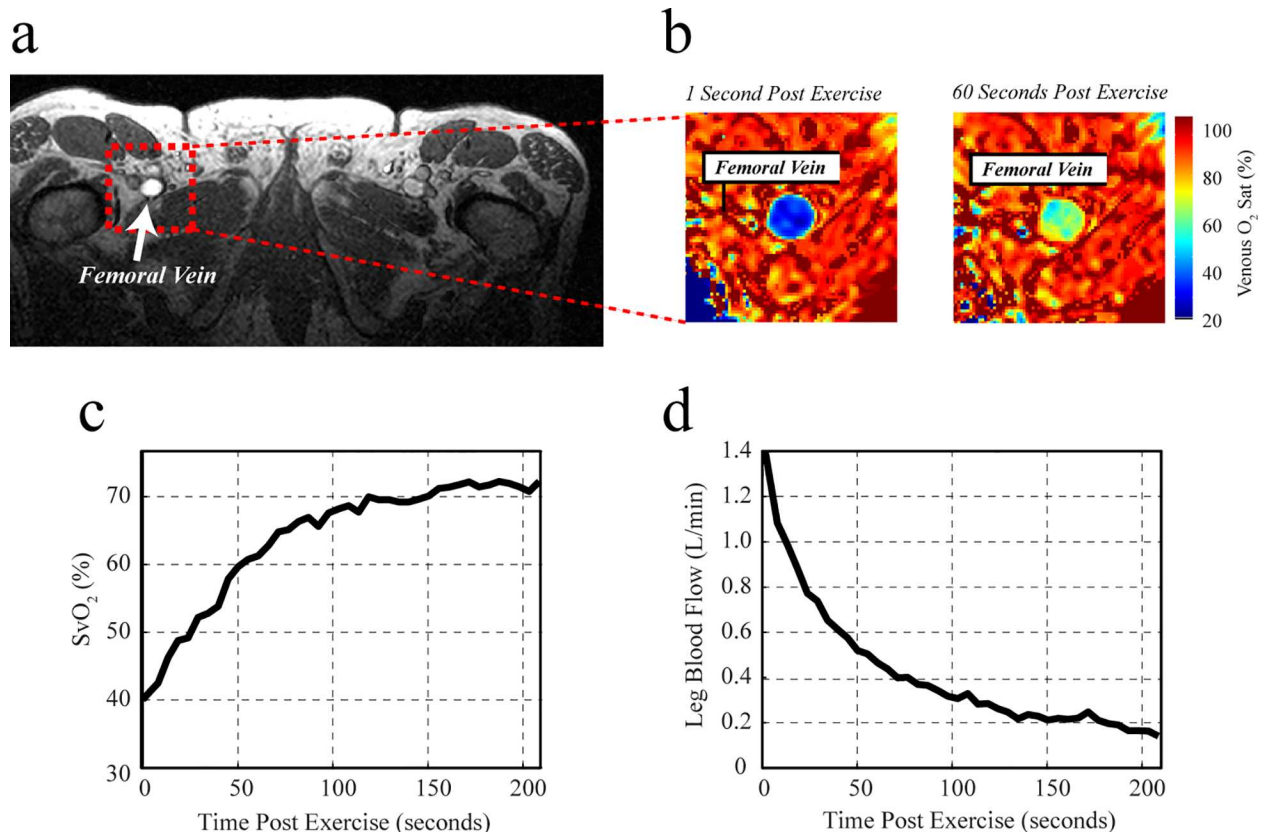 a
b
1 Second Post Exercise
60 Seconds Post Exercise
Femoral Vein
Femoral Vein
Femoral Vein
100
80
60
40
20
Venous O₂ Sat (%)
c
d
70
60
50
40
30
SvO₂ (%)
0 50 100 150 200
Time Post Exercise (seconds)
1.4
1.2
1.0
0.8
0.6
0.4
0.2
0
Leg Blood Flow (L/min)
0 50 100 150 200
Time Post Exercise (seconds)